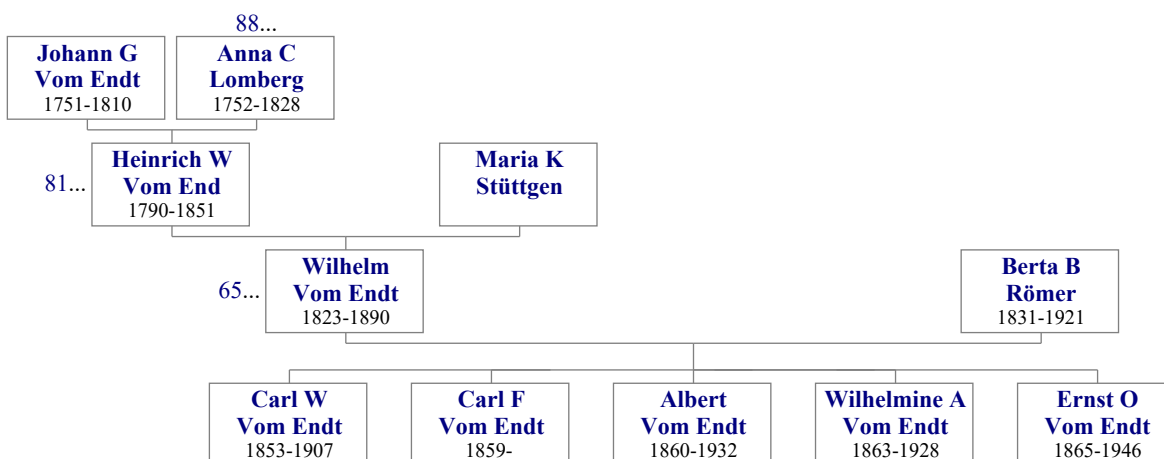 88...
Johann G
Vom Endt
1751-1810
Anna C
Lomberg
1752-1828
81...
Heinrich W
Vom End
1790-1851
Maria K
Stüttgen
65...
Wilhelm
Vom Endt
1823-1890
Berta B
Römer
1831-1921
Carl W
Vom Endt
1853-1907
Carl F
Vom Endt
1859-
Albert
Vom Endt
1860-1932
Wilhelmine A
Vom Endt
1863-1928
Ernst O
Vom Endt
1865-1946